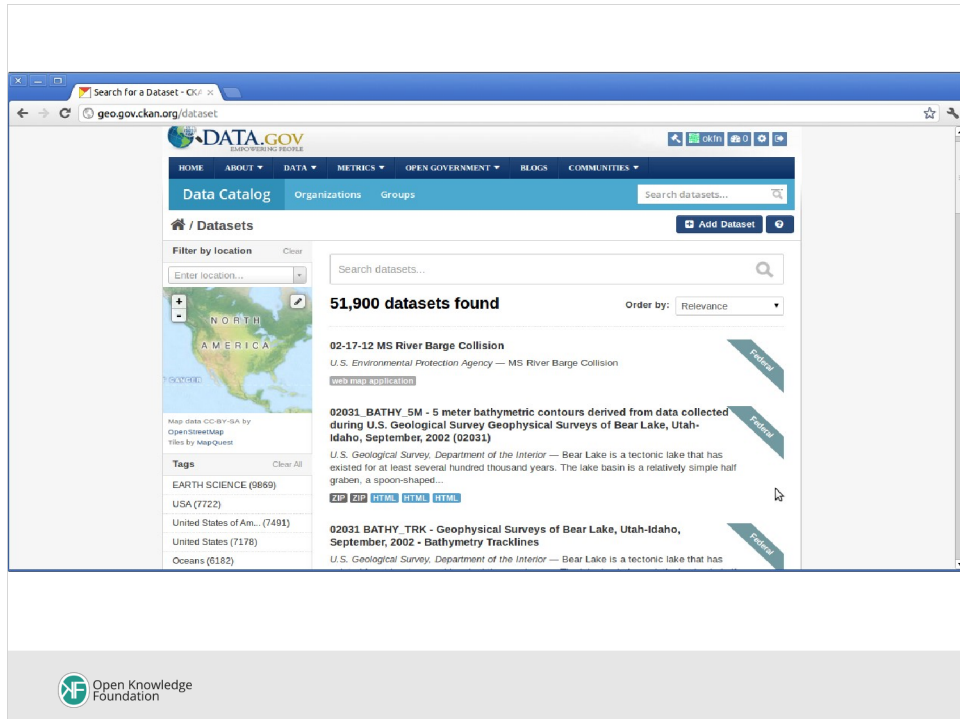 Search for a Dataset - CKA
geo.gov.ckan.org/dataset
DATA.GOV
EMPOWERING PEOPLE
okfn 0
HOME ABOUT DATA METRICS OPEN GOVERNMENT BLOGS COMMUNITIES
Data Catalog Organizations Groups Search datasets...
/ Datasets Add Dataset ?
Filter by location Clear
Enter location...
+
-
NORTH
AMERICA
Map data CC-BY-SA by
OpenStreetMap
Tiles by MapQuest
Tags Clear All
EARTH SCIENCE (9869)
USA (7722)
United States of Am... (7491)
United States (7178)
Oceans (6182)
Search datasets...
51,900 datasets found Order by: Relevance
02-17-12 MS River Barge Collision
U.S. Environmental Protection Agency — MS River Barge Collision
web map application
Federal
02031_BATHY_5M - 5 meter bathymetric contours derived from data collected
during U.S. Geological Survey Geophysical Surveys of Bear Lake, Utah-
Idaho, September, 2002 (02031)
U.S. Geological Survey, Department of the Interior — Bear Lake is a tectonic lake that has
existed for at least several hundred thousand years. The lake basin is a relatively simple half
graben, a spoon-shaped...
ZIP ZIP HTML HTML HTML
Federal
02031 BATHY_TRK - Geophysical Surveys of Bear Lake, Utah-Idaho,
September, 2002 - Bathymetry Tracklines
U.S. Geological Survey, Department of the Interior — Bear Lake is a tectonic lake that has
Federal
Open Knowledge
Foundation